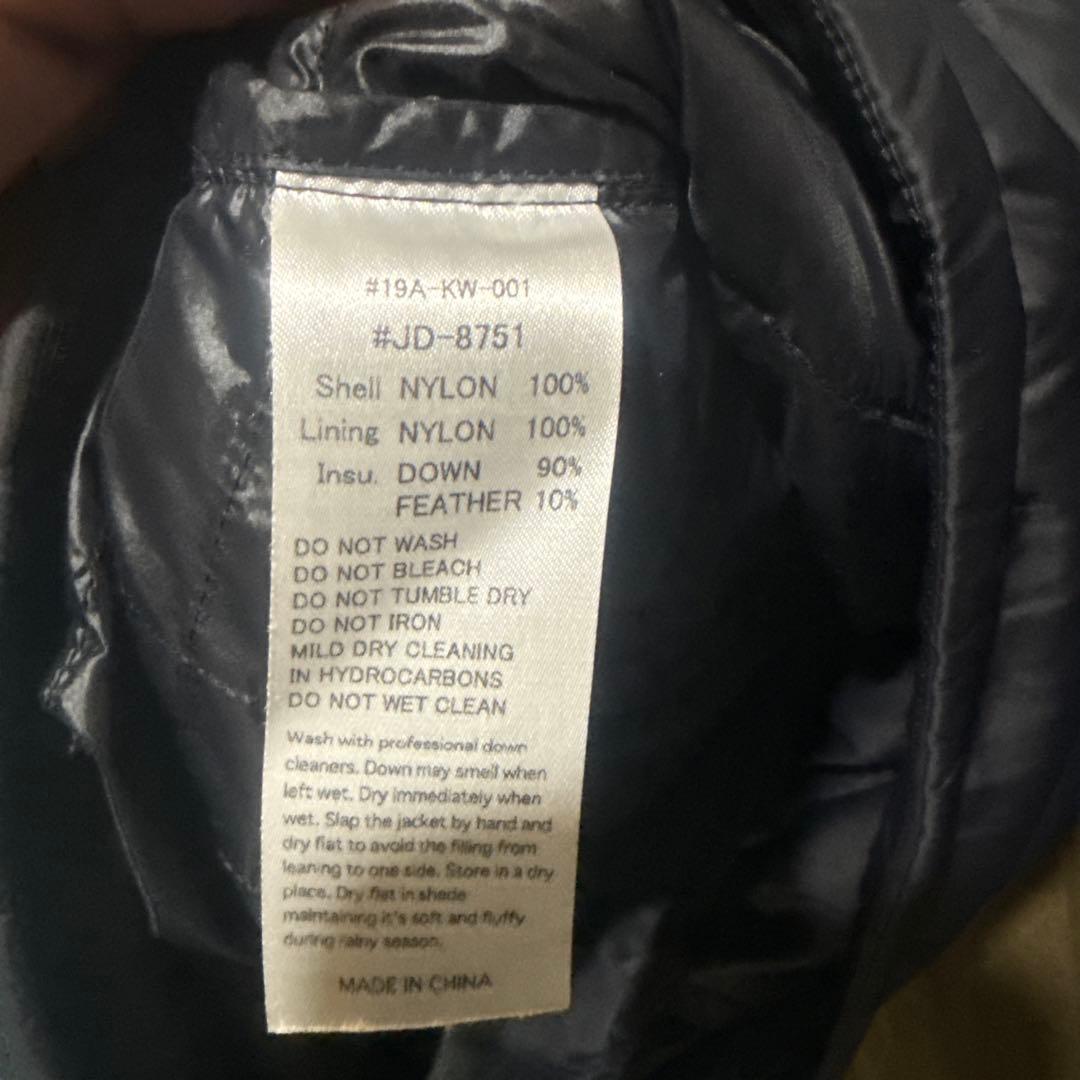 #19A-KW-001
#JD-8751
Shell NYLON 100%
Lining NYLON 100%
Insu. DOWN 90%
FEATHER 10%
DO NOT WASH
DO NOT BLEACH
DO NOT TUMBLE DRY
DO NOT IRON
MILD DRY CLEANING
IN HYDROCARBONS
DO NOT WET CLEAN
Wash with professional down
cleaners. Down may smell when
left wet. Dry immediately when
wet. Slap the jacket by hand and
dry flat to avoid the filling from
leaning to one side. Store in a dry
place. Dry flat in shade
maintaining it's soft and fluffy
during rainy season.
MADE IN CHINA